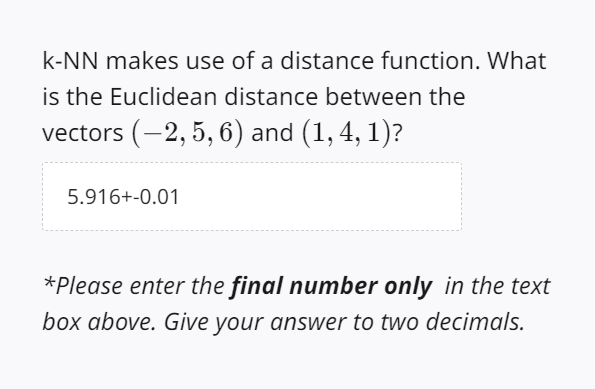 k-NN makes use of a distance function. What
is the Euclidean distance between the
vectors (−2, 5, 6) and (1, 4, 1)?
5.916+-0.01
*Please enter the final number only in the text
box above. Give your answer to two decimals.